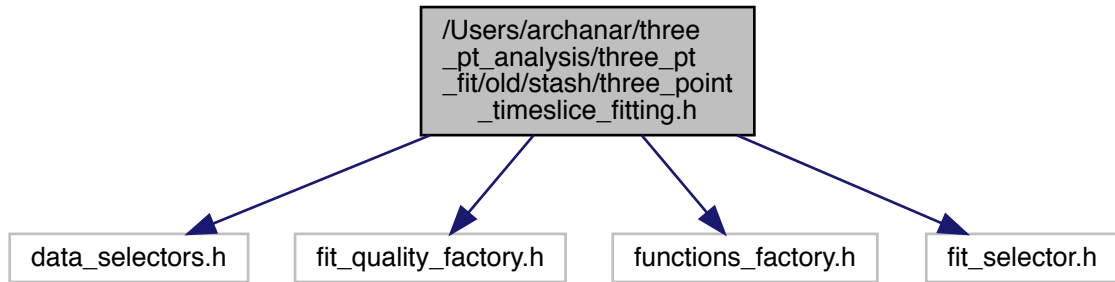 /Users/archanar/three
_pt_analysis/three_pt
_fit/old/stash/three_point
_timeslice_fitting.h
data_selectors.h
fit_quality_factory.h
functions_factory.h
fit_selector.h